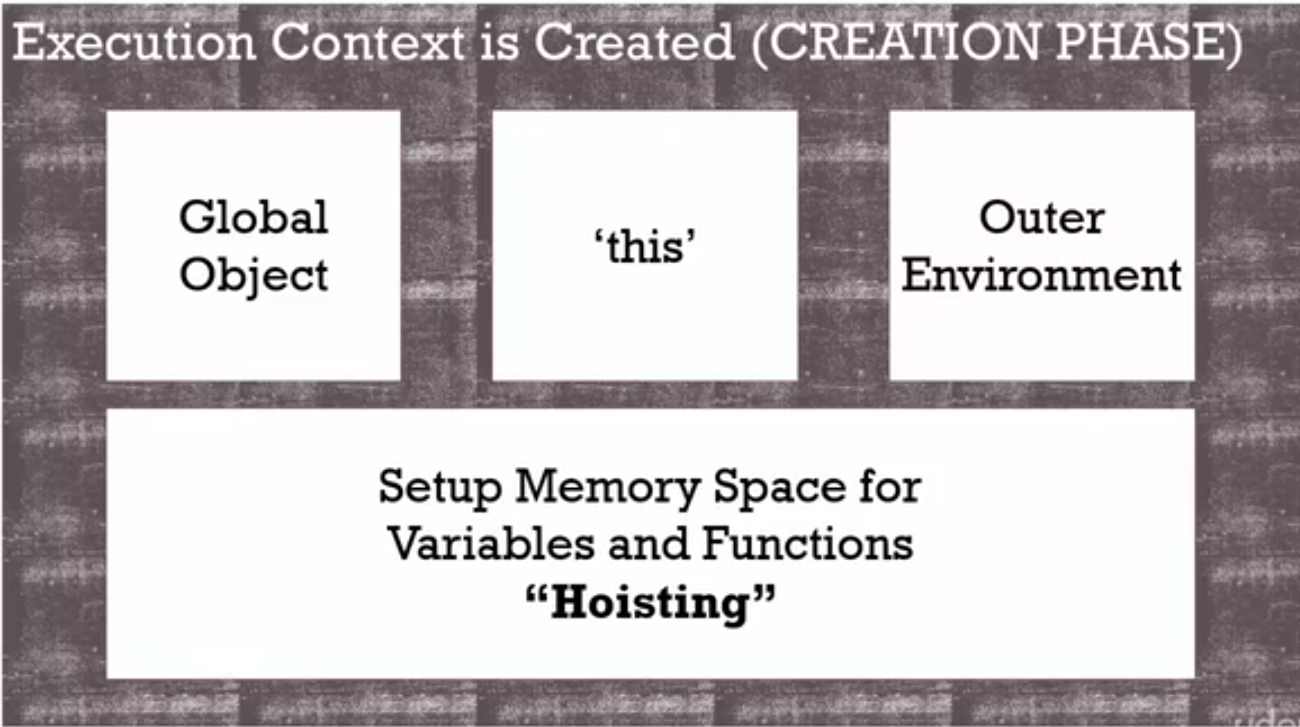 Execution Context is Created (CREATION PHASE)
Global
Object
‘this’
Outer
Environment
Setup Memory Space for
Variables and Functions
“Hoisting”